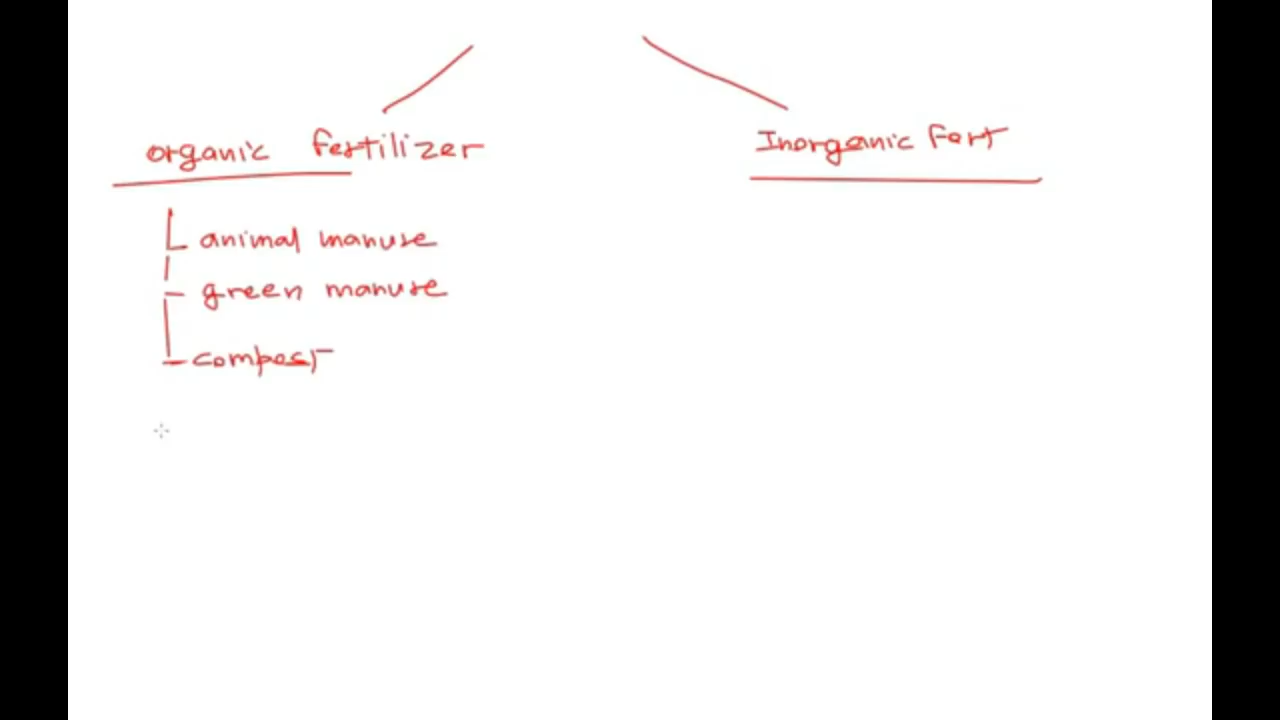 organic fertilizer
Inorganic Fert
animal manure
green manure
compost